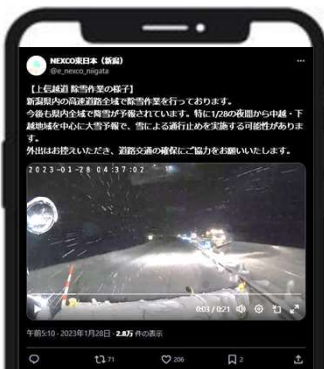 NEXCO東日本（新潟）
@e_nexco_niigata
【上信越道 除雪作業の様子】
新潟県内の高速道路全域で除雪作業を行っております。
今後も県内全域で降雪が予報されています。特に1/28の夜間から中越・下
越地域を中心に大雪予報で、雪による通行止めを実施する可能性がありま
す。
外出はお控えいただき、道路交通の確保にご協力をお願いいたします。
2023-01-28 04:37:02
0:03 / 0:21
午前5:10 · 2023年1月28日 · 2.8万 件の表示
71 206 2